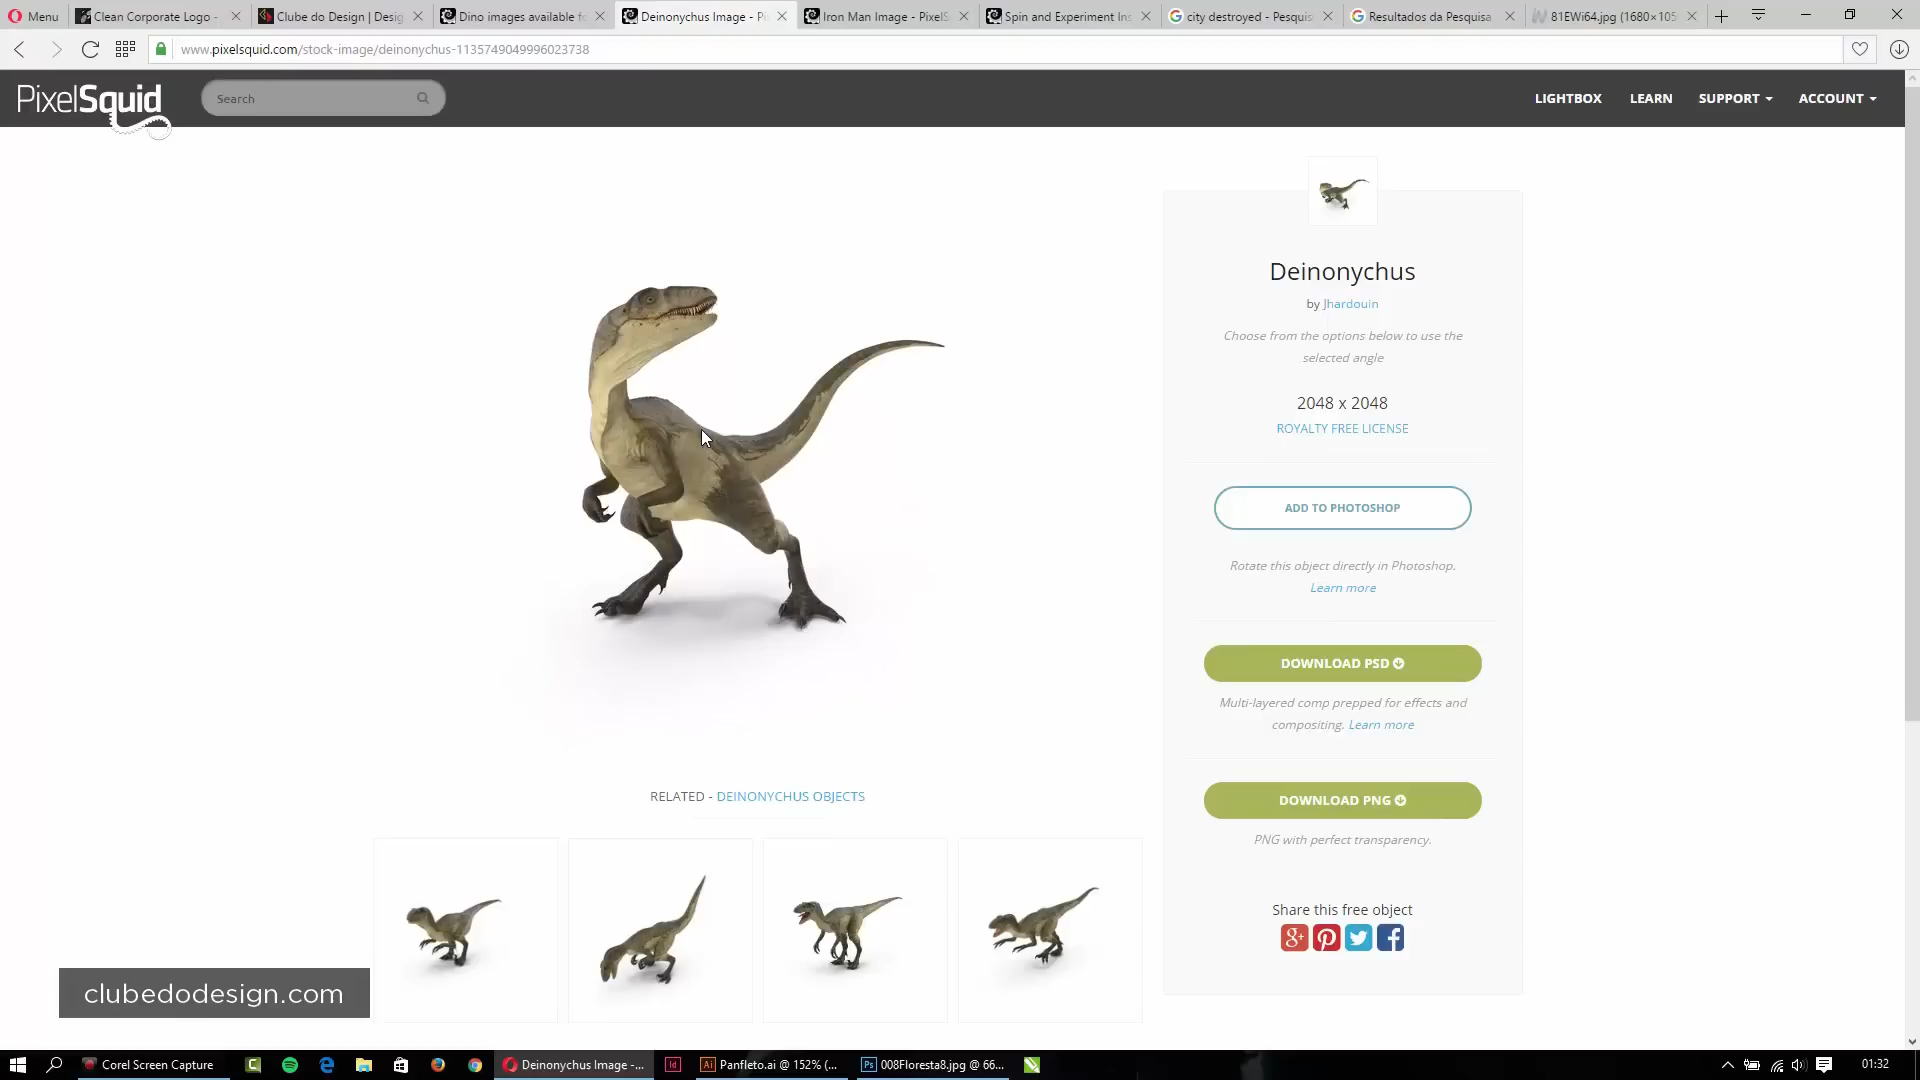 Menu
Clean Corporate Logo -
Clube do Design | Desig
Dino images available fo
Deinonychus Image - Pi
Iron Man Image - PixelS
Spin and Experiment Ins
city destroyed - Pesquis
Resultados da Pesquisa
81EWi64.jpg (1680×105
www.pixelsquid.com/stock-image/deinonychus-1135749049996023738
PixelSquid
Search
LIGHTBOX
LEARN
SUPPORT
ACCOUNT
Deinonychus
by Jhardouin
Choose from the options below to use the
selected angle
2048 x 2048
ROYALTY FREE LICENSE
ADD TO PHOTOSHOP
Rotate this object directly in Photoshop.
Learn more
DOWNLOAD PSD
Multi-layered comp prepped for effects and
compositing. Learn more
DOWNLOAD PNG
PNG with perfect transparency.
Share this free object
RELATED - DEINONYCHUS OBJECTS
clubedodesign.com
Corel Screen Capture
Deinonychus Image -...
Id
Ai
Panfleto.ai @ 152% (...
Ps
008Floresta8.jpg @ 66...
01:32